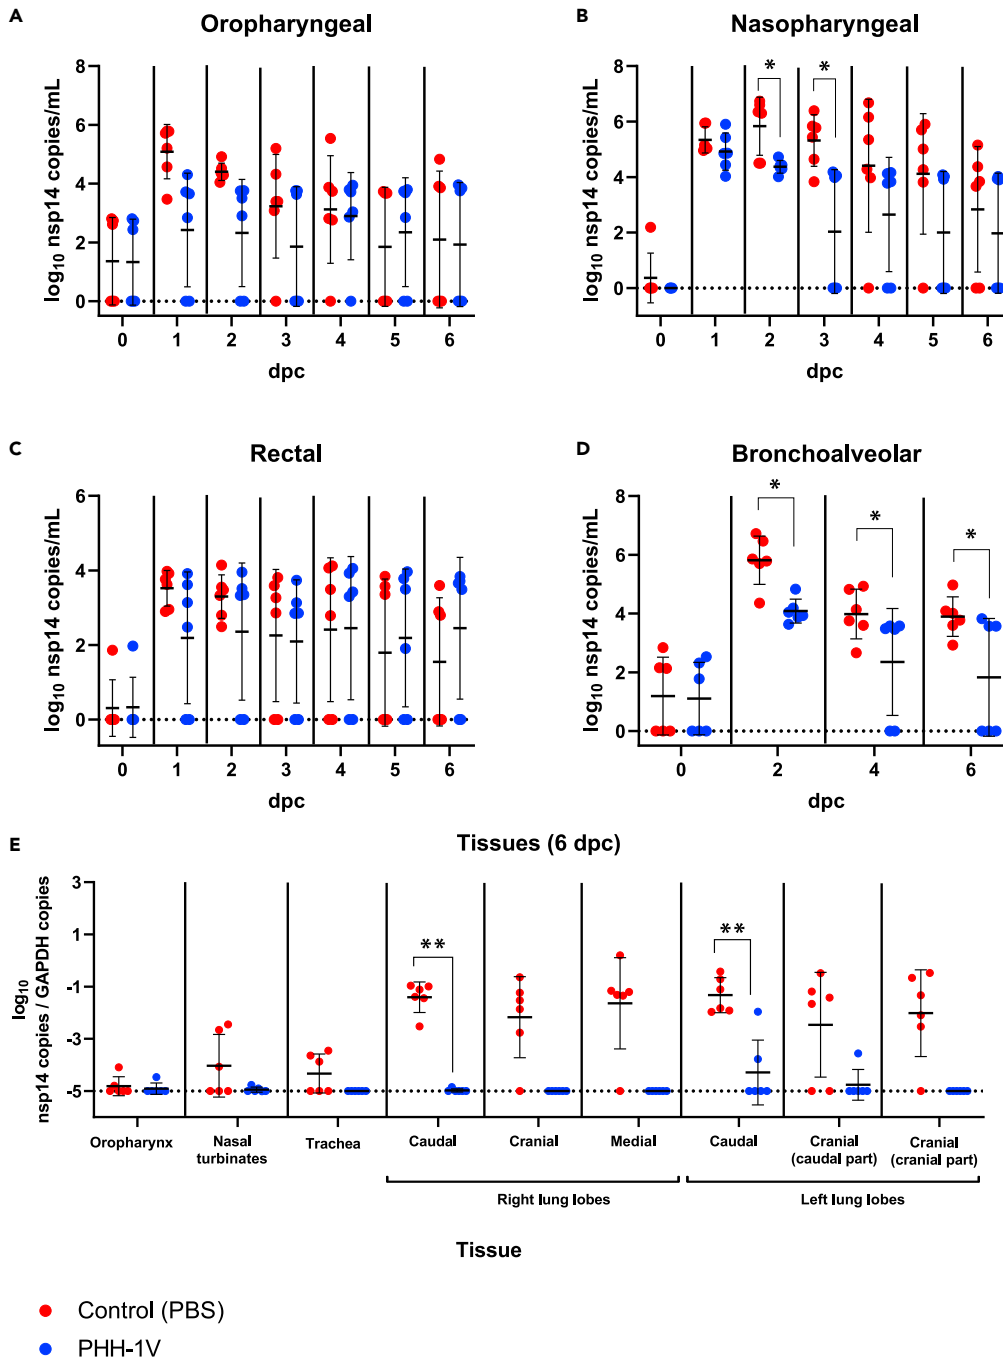 A
Oropharyngeal
log₁₀ nsp14 copies/mL
8
6
4
2
0
0 1 2 3 4 5 6
dpc
B
Nasopharyngeal
log₁₀ nsp14 copies/mL
8
6
4
2
0
* *
0 1 2 3 4 5 6
dpc
C
Rectal
log₁₀ nsp14 copies/mL
6
4
2
0
0 1 2 3 4 5 6
dpc
D
Bronchoalveolar
log₁₀ nsp14 copies/mL
8
6
4
2
0
* * *
0 2 4 6
dpc
E
Tissues (6 dpc)
log₁₀
nsp14 copies / GAPDH copies
3
1
-1
-3
-5
** **
Oropharynx
Nasal
turbinates
Trachea
Caudal
Cranial
Medial
Caudal
Cranial
(caudal part)
Cranial
(cranial part)
Right lung lobes
Left lung lobes
Tissue
Control (PBS)
PHH-1V